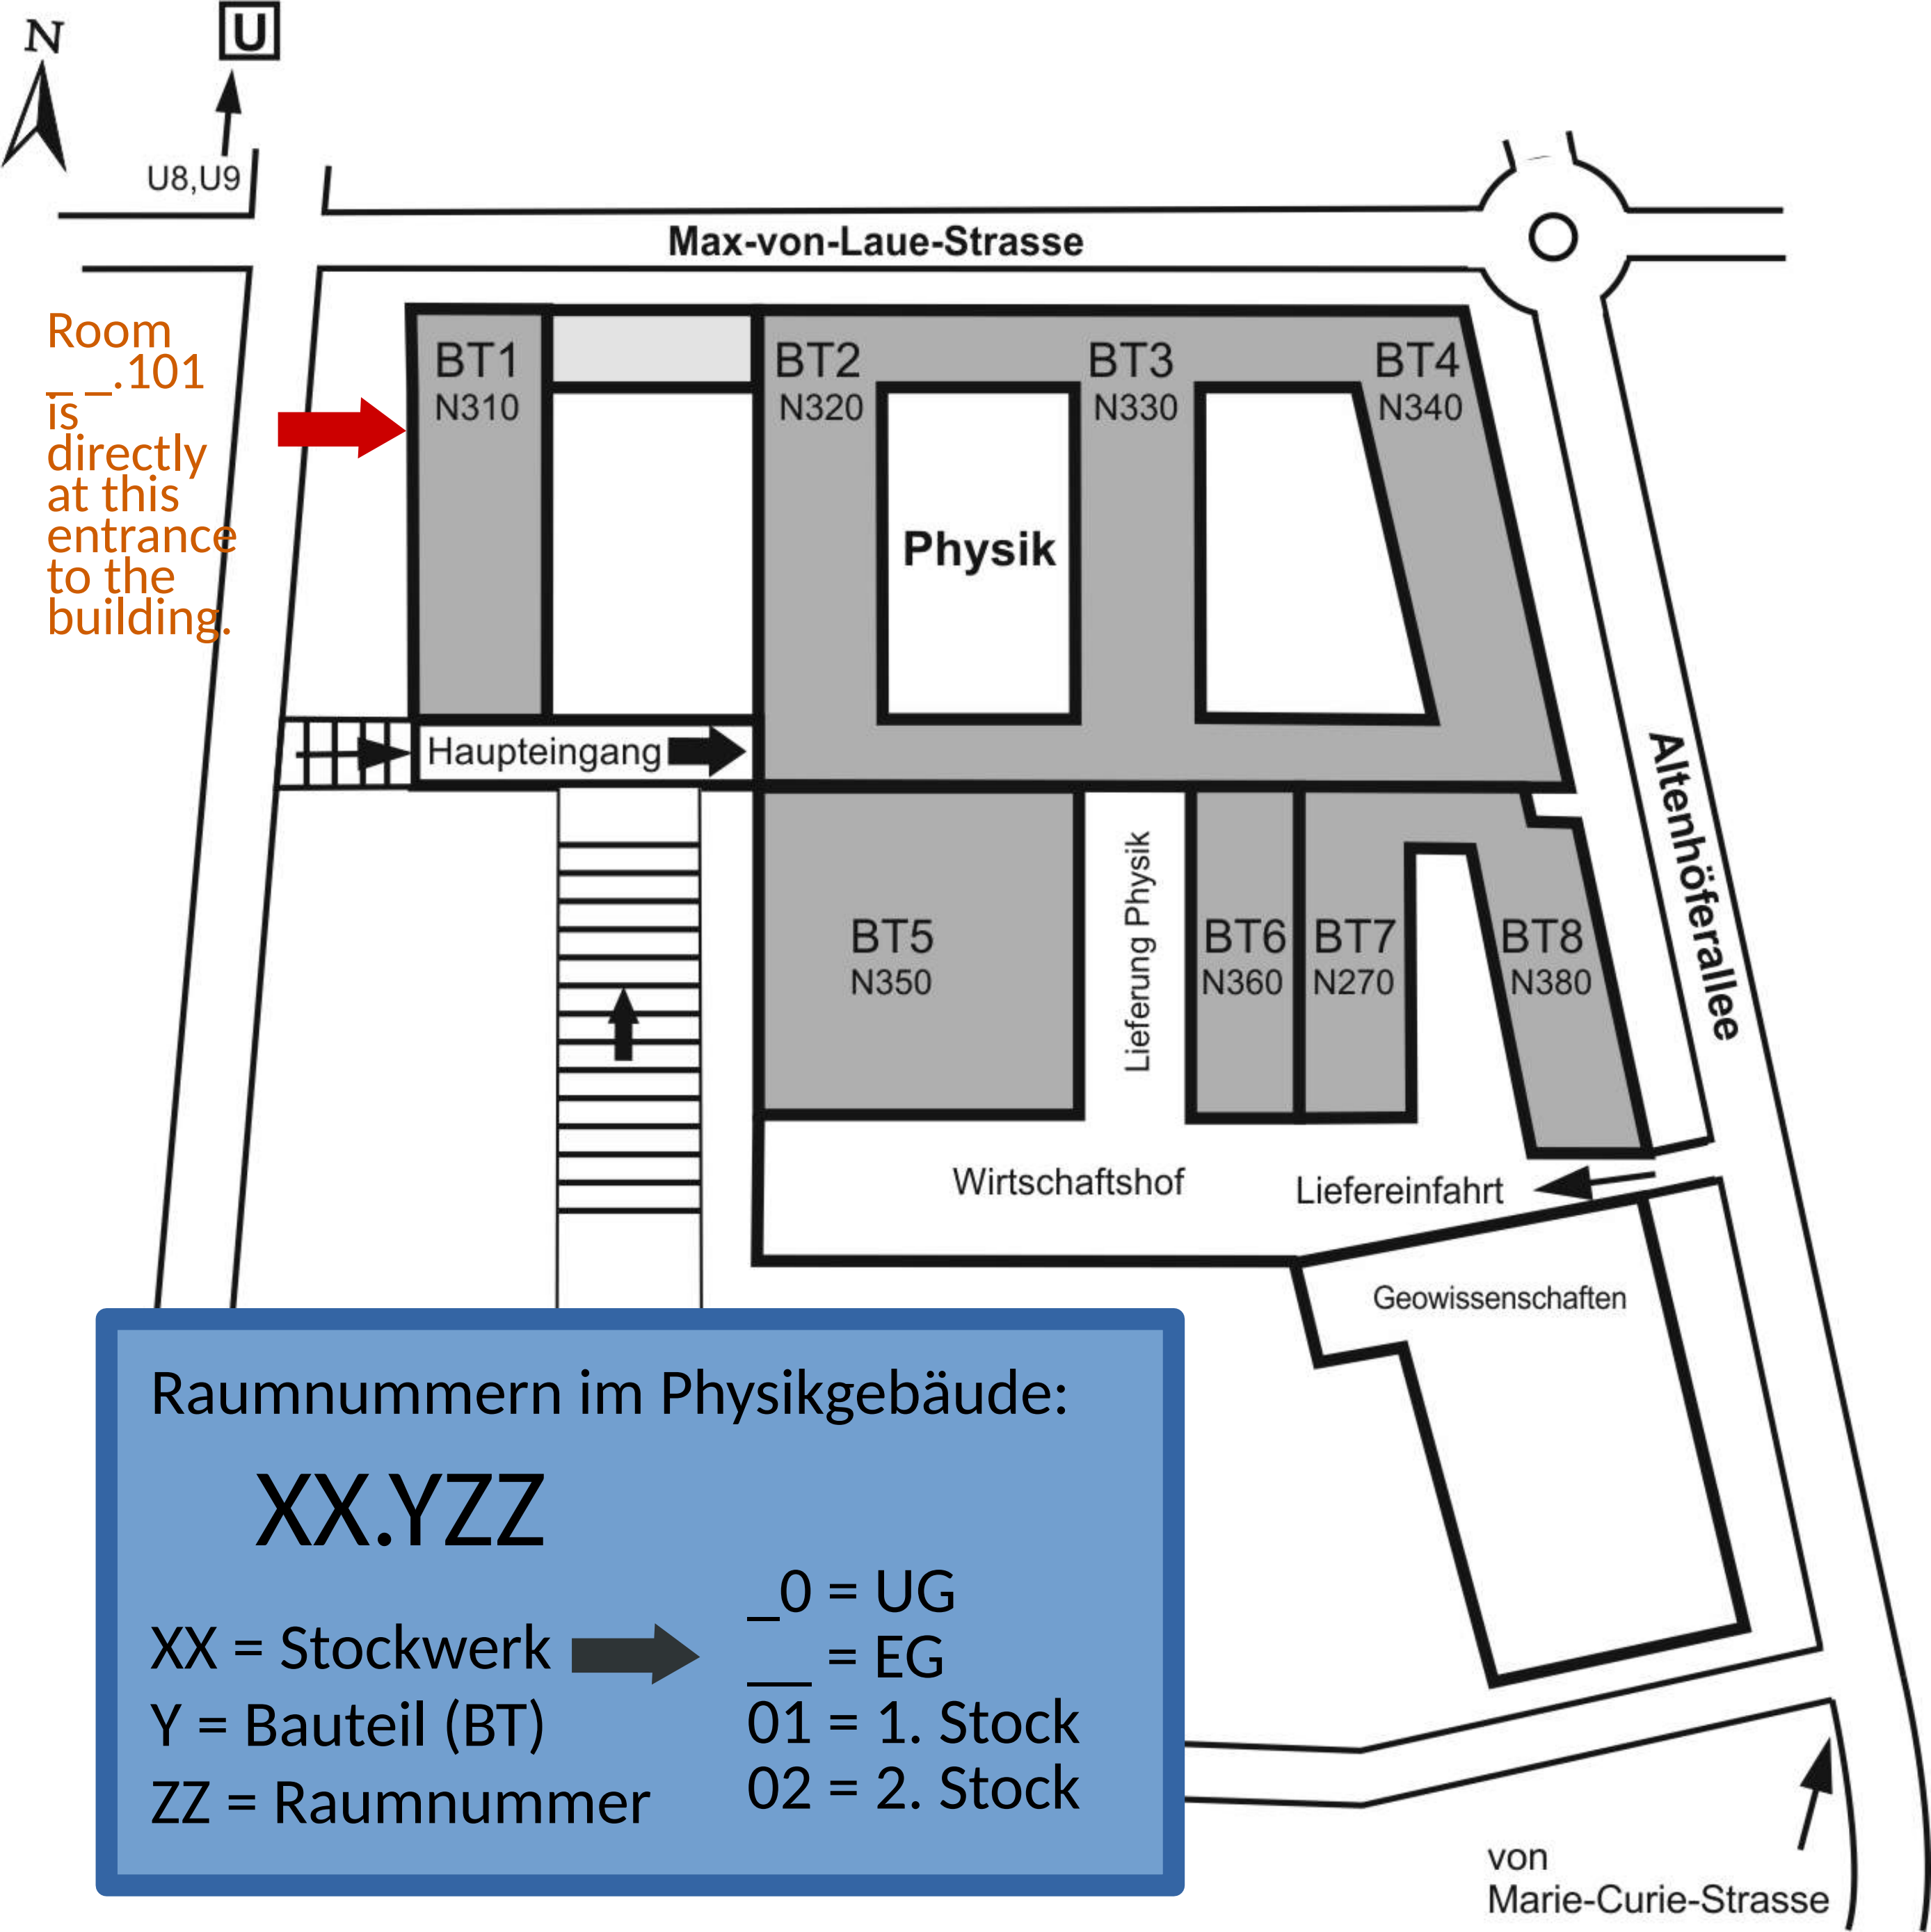 N
U
U8,U9
Max-von-Laue-Strasse
Room
_ _.101
is
directly
at this
entrance
to the
building.
BT1
N310
BT2
N320
BT3
N330
BT4
N340
Physik
Haupteingang
Altenhöferallee
BT5
N350
Lieferung Physik
BT6
N360
BT7
N270
BT8
N380
Wirtschaftshof
Liefereinfahrt
Geowissenschaften
Raumnummern im Physikgebäude:
XX.YZZ
XX = Stockwerk
Y = Bauteil (BT)
ZZ = Raumnummer
_0 = UG
__ = EG
01 = 1. Stock
02 = 2. Stock
von
Marie-Curie-Strasse